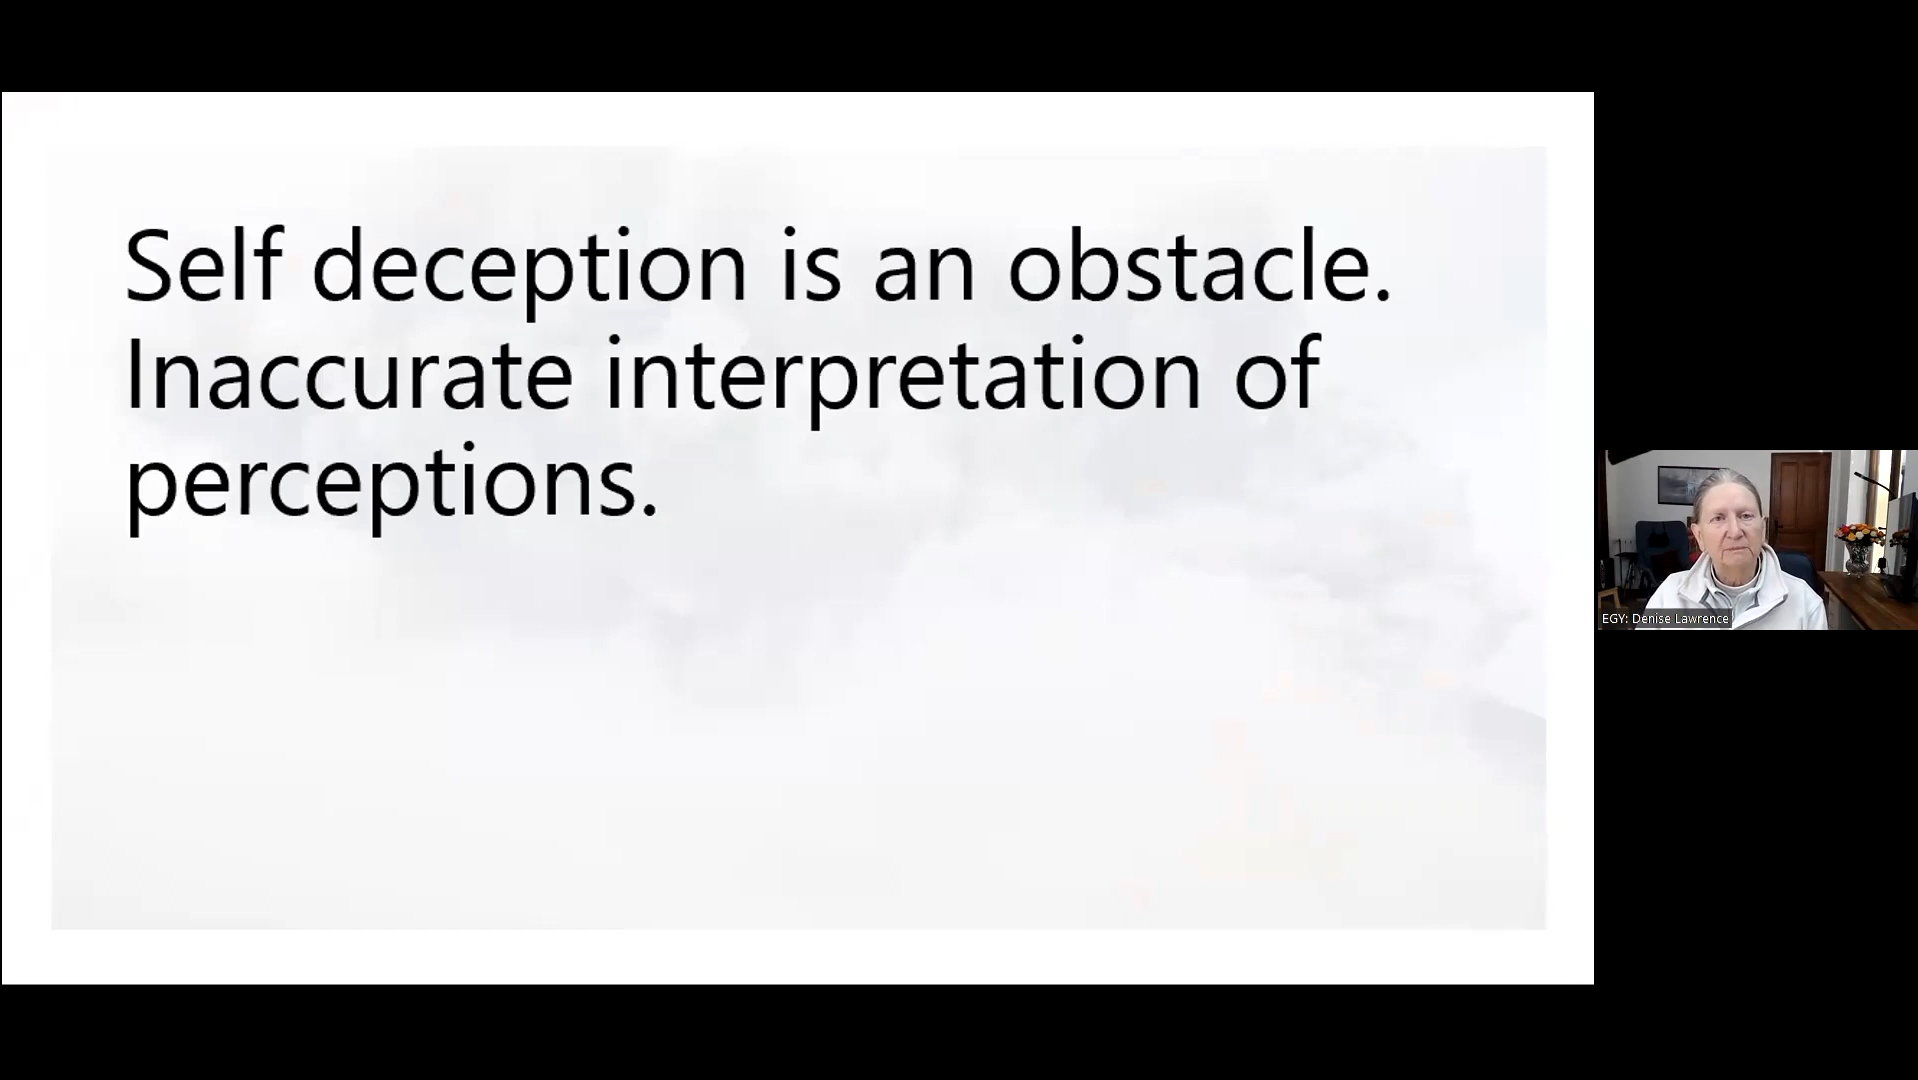 Self deception is an obstacle.
Inaccurate interpretation of
perceptions.
EGY: Denise Lawrence